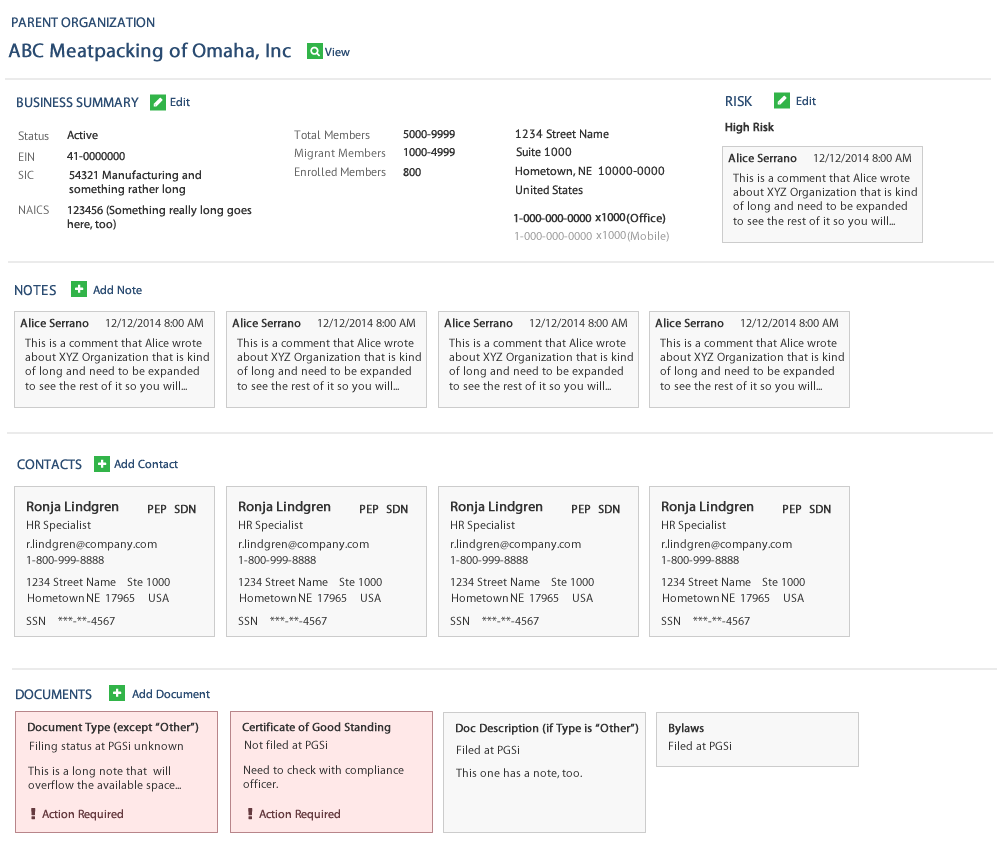 PARENT ORGANIZATION
ABC Meatpacking of Omaha, Inc View
BUSINESS SUMMARY Edit
Status Active
EIN 41-0000000
SIC 54321 Manufacturing and
something rather long
NAICS 123456 (Something really long goes
here, too)
Total Members 5000-9999
Migrant Members 1000-4999
Enrolled Members 800
1234 Street Name
Suite 1000
Hometown, NE 10000-0000
United States
1-000-000-0000 x1000(Office)
1-000-000-0000 x1000(Mobile)
RISK Edit
High Risk
Alice Serrano 12/12/2014 8:00 AM
This is a comment that Alice wrote
about XYZ Organization that is kind
of long and need to be expanded
to see the rest of it so you will...
NOTES Add Note
Alice Serrano 12/12/2014 8:00 AM
This is a comment that Alice wrote
about XYZ Organization that is kind
of long and need to be expanded
to see the rest of it so you will...
Alice Serrano 12/12/2014 8:00 AM
This is a comment that Alice wrote
about XYZ Organization that is kind
of long and need to be expanded
to see the rest of it so you will...
Alice Serrano 12/12/2014 8:00 AM
This is a comment that Alice wrote
about XYZ Organization that is kind
of long and need to be expanded
to see the rest of it so you will...
Alice Serrano 12/12/2014 8:00 AM
This is a comment that Alice wrote
about XYZ Organization that is kind
of long and need to be expanded
to see the rest of it so you will...
CONTACTS Add Contact
Ronja Lindgren PEP SDN
HR Specialist
r.lindgren@company.com
1-800-999-8888
1234 Street Name Ste 1000
Hometown NE 17965 USA
SSN ***-**-4567
Ronja Lindgren PEP SDN
HR Specialist
r.lindgren@company.com
1-800-999-8888
1234 Street Name Ste 1000
Hometown NE 17965 USA
SSN ***-**-4567
Ronja Lindgren PEP SDN
HR Specialist
r.lindgren@company.com
1-800-999-8888
1234 Street Name Ste 1000
Hometown NE 17965 USA
SSN ***-**-4567
Ronja Lindgren PEP SDN
HR Specialist
r.lindgren@company.com
1-800-999-8888
1234 Street Name Ste 1000
Hometown NE 17965 USA
SSN ***-**-4567
DOCUMENTS Add Document
Document Type (except “Other”)
Filing status at PGSi unknown
This is a long note that will
overflow the available space...
! Action Required
Certificate of Good Standing
Not filed at PGSi
Need to check with compliance
officer.
! Action Required
Doc Description (if Type is “Other”)
Filed at PGSi
This one has a note, too.
Bylaws
Filed at PGSi